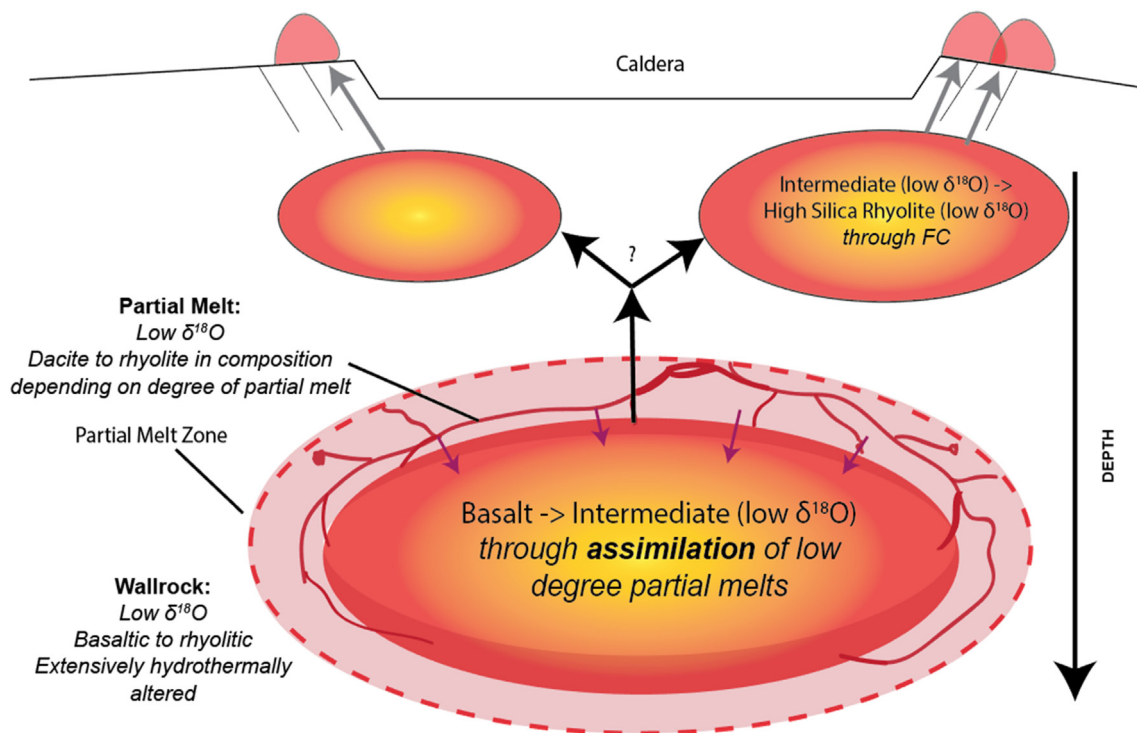 Caldera
Intermediate (low δ¹⁸O) ->
High Silica Rhyolite (low δ¹⁸O)
through FC
?
Partial Melt:
Low δ¹⁸O
Dacite to rhyolite in composition
depending on degree of partial melt
Partial Melt Zone
DEPTH
Basalt -> Intermediate (low δ¹⁸O)
through assimilation of low
degree partial melts
Wallrock:
Low δ¹⁸O
Basaltic to rhyolitic
Extensively hydrothermally
altered